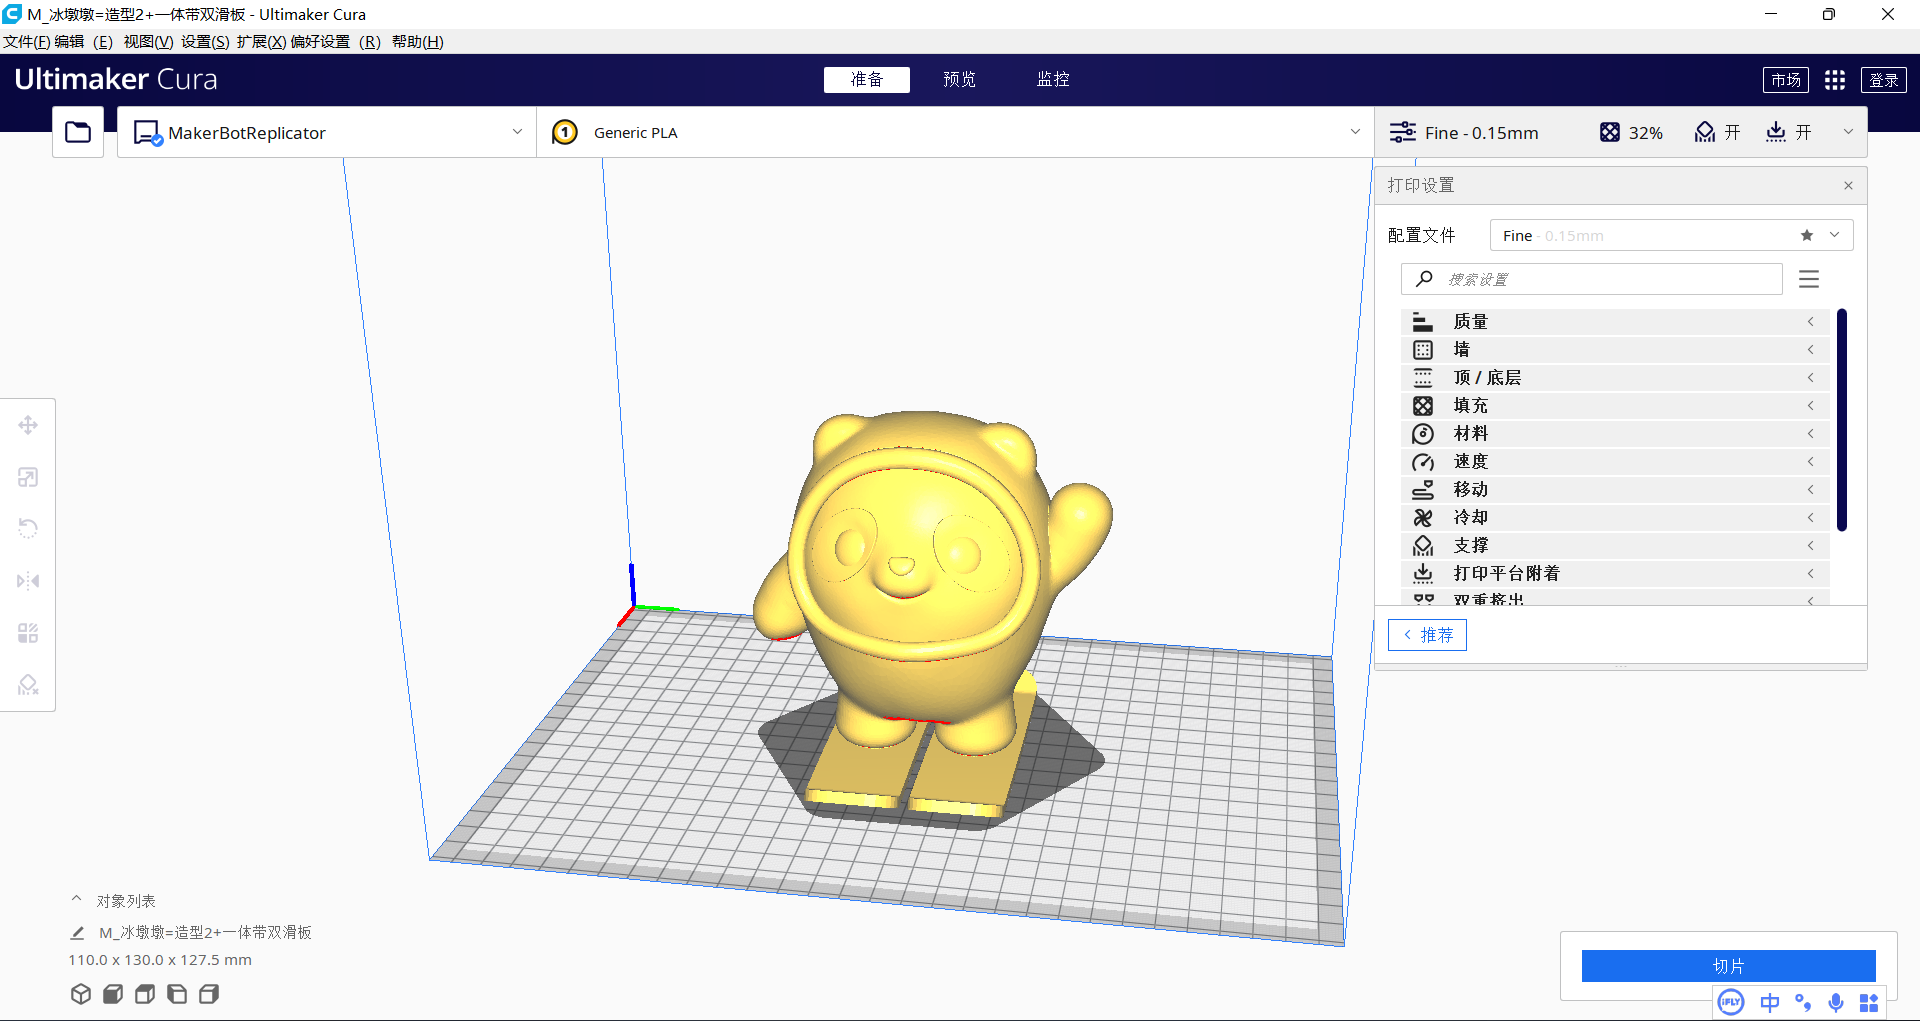 M_冰墩墩=造型2+一体带双滑板 - Ultimaker Cura
文件(F) 编辑 (E) 视图(V) 设置(S) 扩展(X) 偏好设置 (R) 帮助(H)
Ultimaker Cura
准备 预览 监控
市场 登录
MakerBotReplicator
1 Generic PLA
Fine - 0.15mm 32% 开 开
打印设置
配置文件 Fine - 0.15mm
搜索设置
质量
墙
顶 / 底层
填充
材料
速度
移动
冷却
支撑
打印平台附着
双重挤出
推荐
对象列表
M_冰墩墩=造型2+一体带双滑板
110.0 x 130.0 x 127.5 mm
切片
iFLY 中